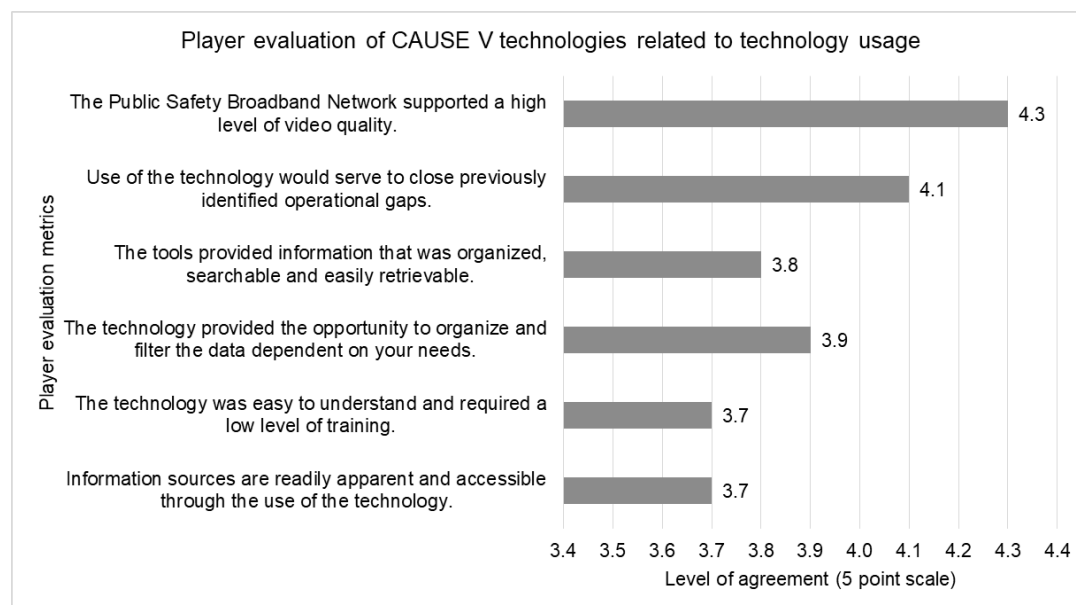 Player evaluation of CAUSE V technologies related to technology usage
Player evaluation metrics
The Public Safety Broadband Network supported a high
level of video quality.
4.3
Use of the technology would serve to close previously
identified operational gaps.
4.1
The tools provided information that was organized,
searchable and easily retrievable.
3.8
The technology provided the opportunity to organize and
filter the data dependent on your needs.
3.9
The technology was easy to understand and required a
low level of training.
3.7
Information sources are readily apparent and accessible
through the use of the technology.
3.7
3.4 3.5 3.6 3.7 3.8 3.9 4.0 4.1 4.2 4.3 4.4
Level of agreement (5 point scale)